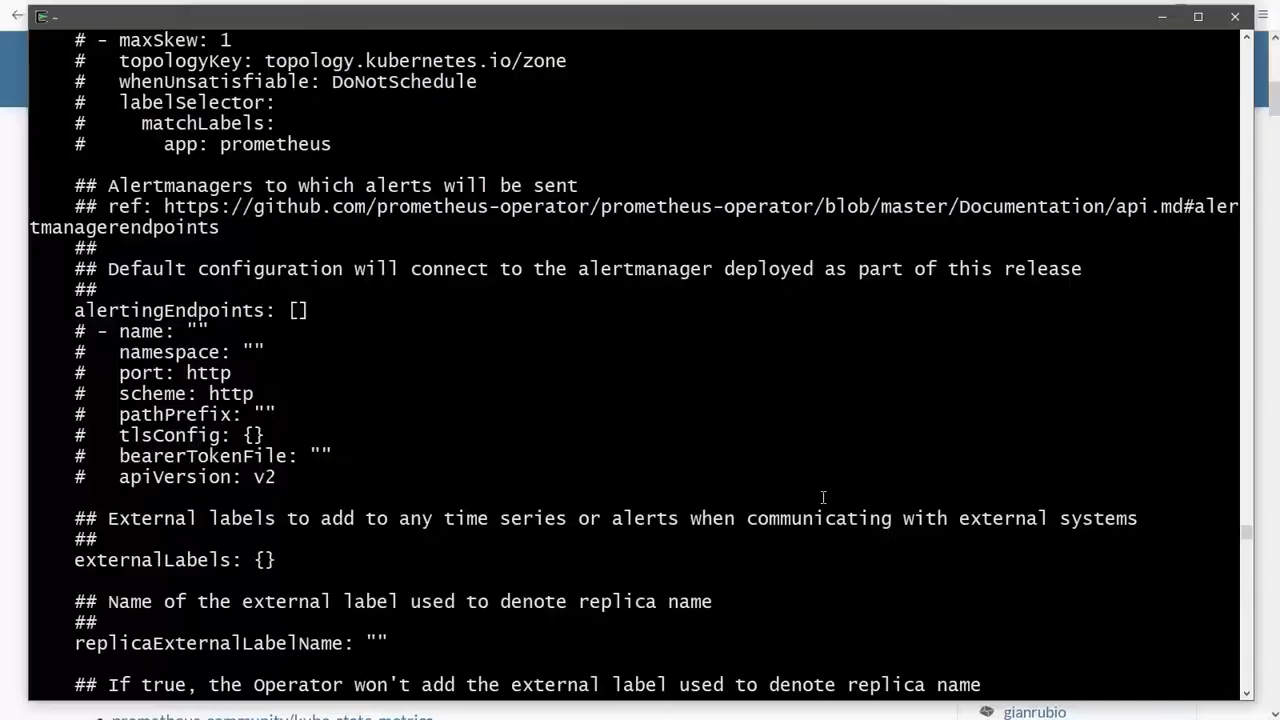 # - maxSkew: 1
#   topologyKey: topology.kubernetes.io/zone
#   whenUnsatisfiable: DoNotSchedule
#   labelSelector:
#     matchLabels:
#       app: prometheus
## Alertmanagers to which alerts will be sent
## ref: https://github.com/prometheus-operator/prometheus-operator/blob/master/Documentation/api.md#aler
tmanagerendpoints
##
## Default configuration will connect to the alertmanager deployed as part of this release
##
alertingEndpoints: []
# - name: ""
#   namespace: ""
#   port: http
#   scheme: http
#   pathPrefix: ""
#   tlsConfig: {}
#   bearerTokenFile: ""
#   apiVersion: v2
## External labels to add to any time series or alerts when communicating with external systems
##
externalLabels: {}
## Name of the external label used to denote replica name
##
replicaExternalLabelName: ""
## If true, the Operator won't add the external label used to denote replica name
prometheus-community/kube-state-metrics
gianrubio